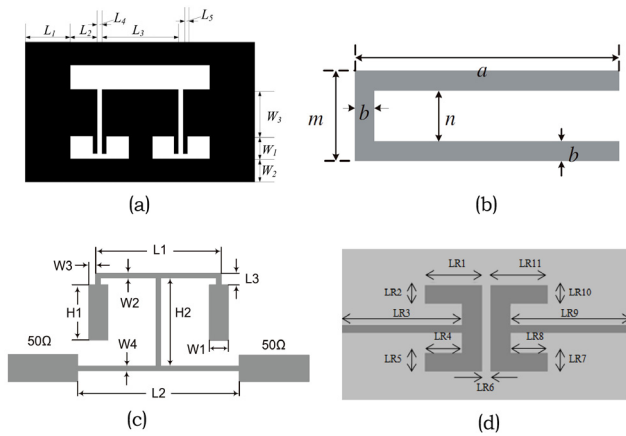 L4
L5
L1
L2
L3
W3
W1
W2
(a)
a
m
b
n
b
(b)
L1
W3
L3
W2
H1
H2
50Ω
W4
W1
50Ω
L2
(c)
LR1
LR11
LR2
LR10
LR3
LR9
LR4
LR8
LR5
LR7
LR6
(d)